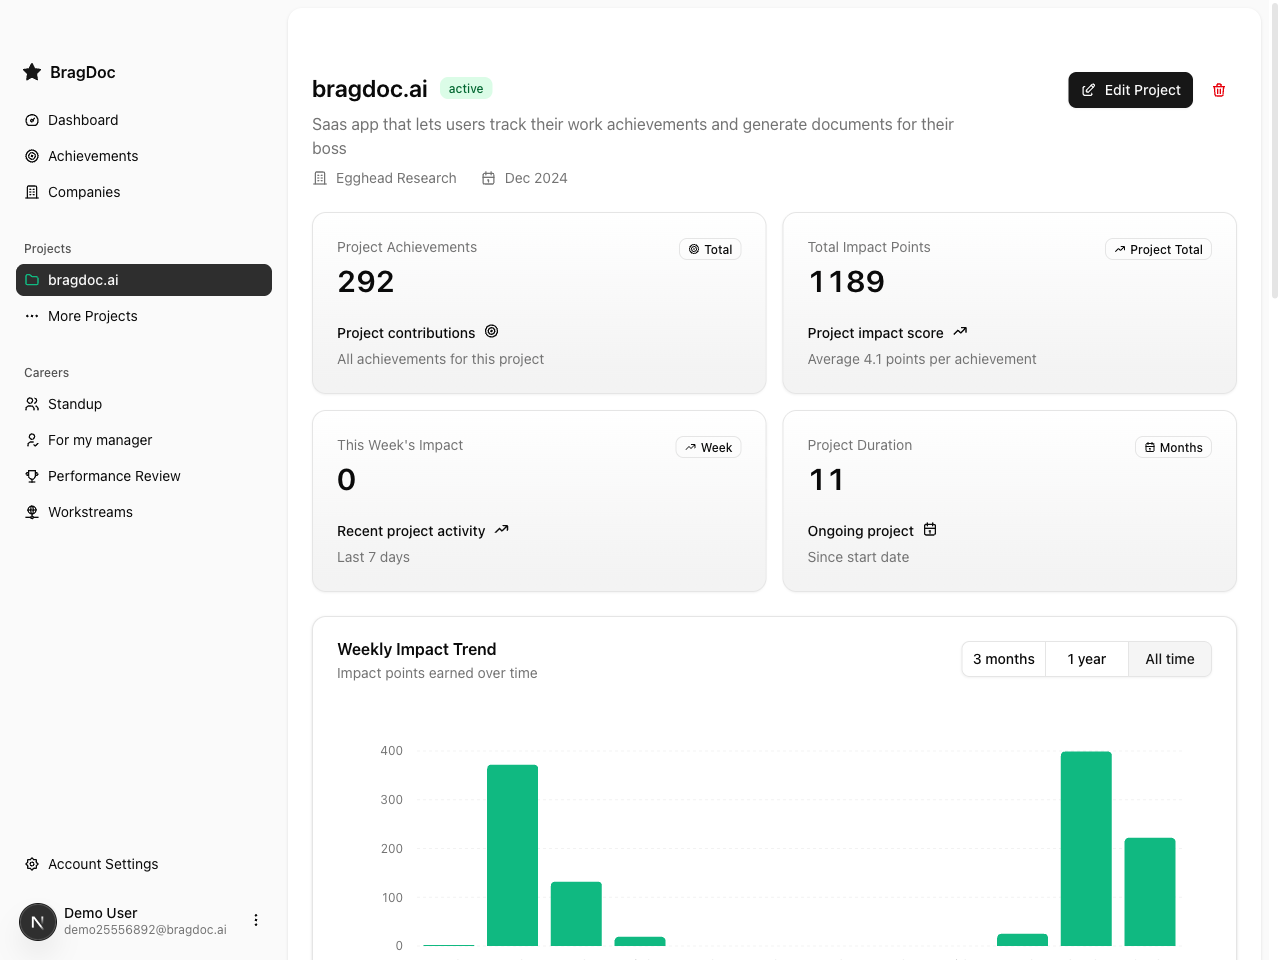 BragDoc
Dashboard
Achievements
Companies
Projects
bragdoc.ai
More Projects
Careers
Standup
For my manager
Performance Review
Workstreams
Account Settings
N
Demo User
demo25556892@bragdoc.ai
bragdoc.ai active
Edit Project
Saas app that lets users track their work achievements and generate documents for their
boss
Egghead Research Dec 2024
Project Achievements
Total
292
Project contributions
All achievements for this project
Total Impact Points
Project Total
1189
Project impact score
Average 4.1 points per achievement
This Week's Impact
Week
0
Recent project activity
Last 7 days
Project Duration
Months
11
Ongoing project
Since start date
Weekly Impact Trend
Impact points earned over time
3 months 1 year All time
400
300
200
100
0